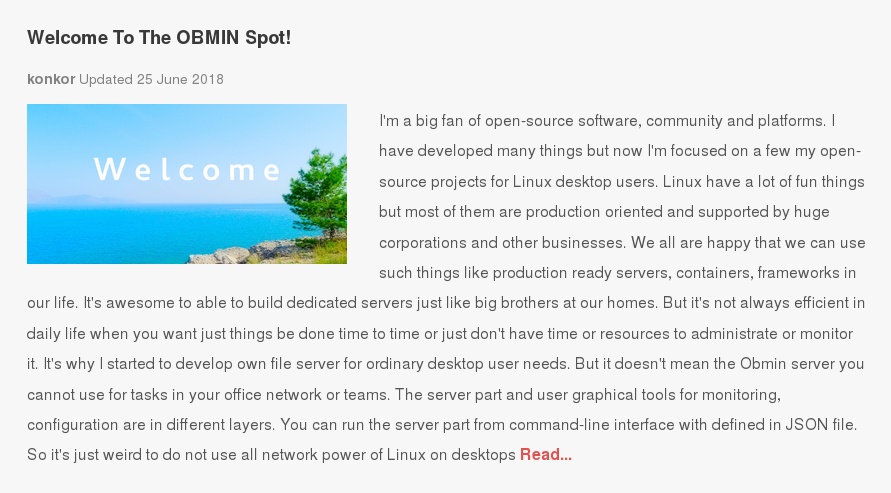 Welcome To The OBMIN Spot!
konkor Updated 25 June 2018
Welcome
I'm a big fan of open-source software, community and platforms. I
have developed many things but now I'm focused on a few my open-
source projects for Linux desktop users. Linux have a lot of fun things
but most of them are production oriented and supported by huge
corporations and other businesses. We all are happy that we can use
such things like production ready servers, containers, frameworks in
our life. It's awesome to able to build dedicated servers just like big brothers at our homes. But it's not always efficient in
daily life when you want just things be done time to time or just don't have time or resources to administrate or monitor
it. It's why I started to develop own file server for ordinary desktop user needs. But it doesn't mean the Obmin server you
cannot use for tasks in your office network or teams. The server part and user graphical tools for monitoring,
configuration are in different layers. You can run the server part from command-line interface with defined in JSON file.
So it's just weird to do not use all network power of Linux on desktops Read...